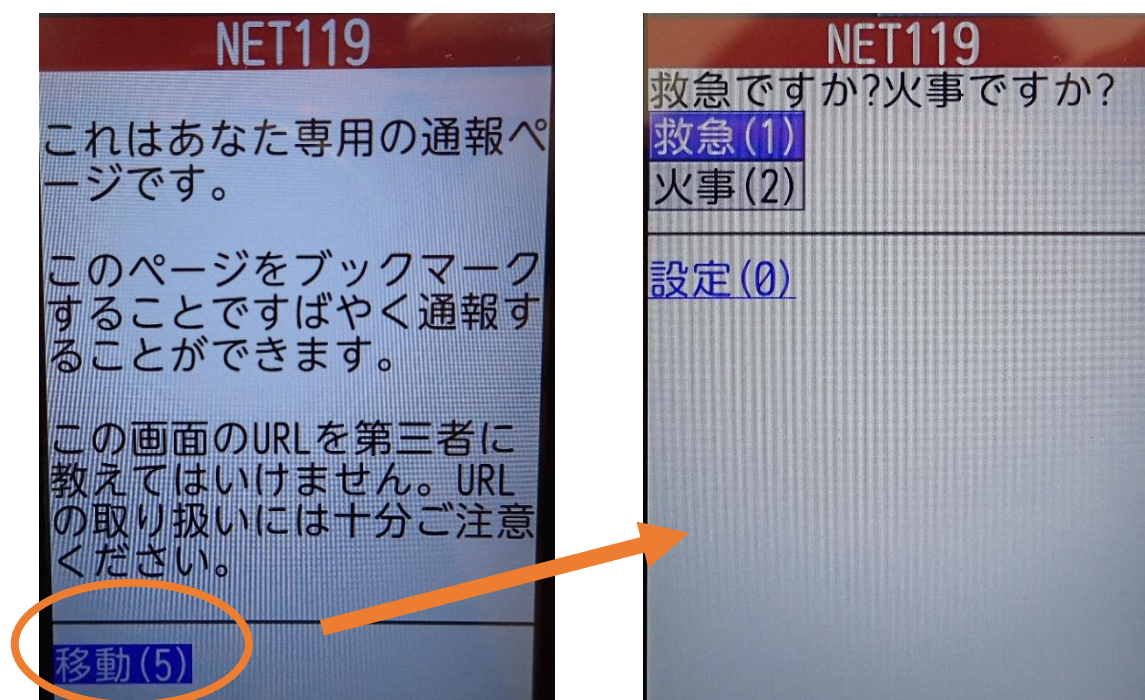 NET119
これはあなた専用の通報ペ
ージです。
このページをブックマーク
することですばやく通報す
ることができます。
この画面のURLを第三者に
教えてはいけません。URL
の取り扱いには十分ご注意
ください。
移動(5)
NET119
救急ですか?火事ですか?
救急(1)
火事(2)
設定(0)